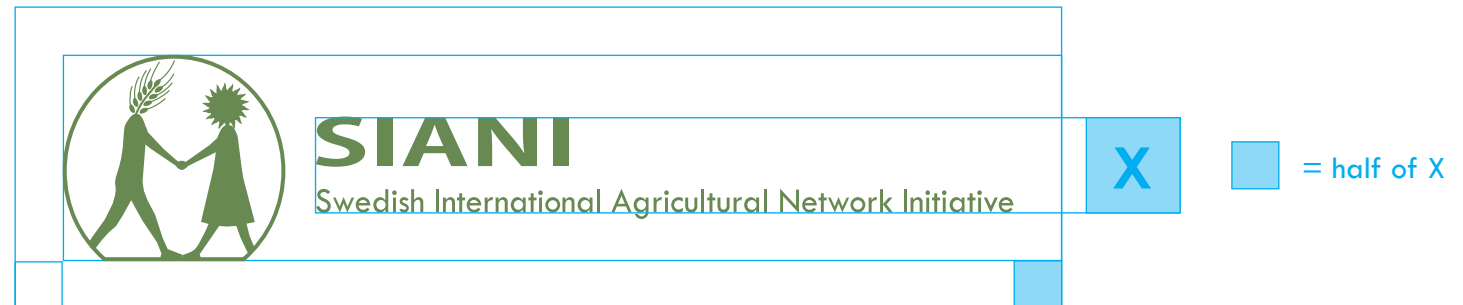 SIANI
Swedish International Agricultural Network Initiative
X
= half of X